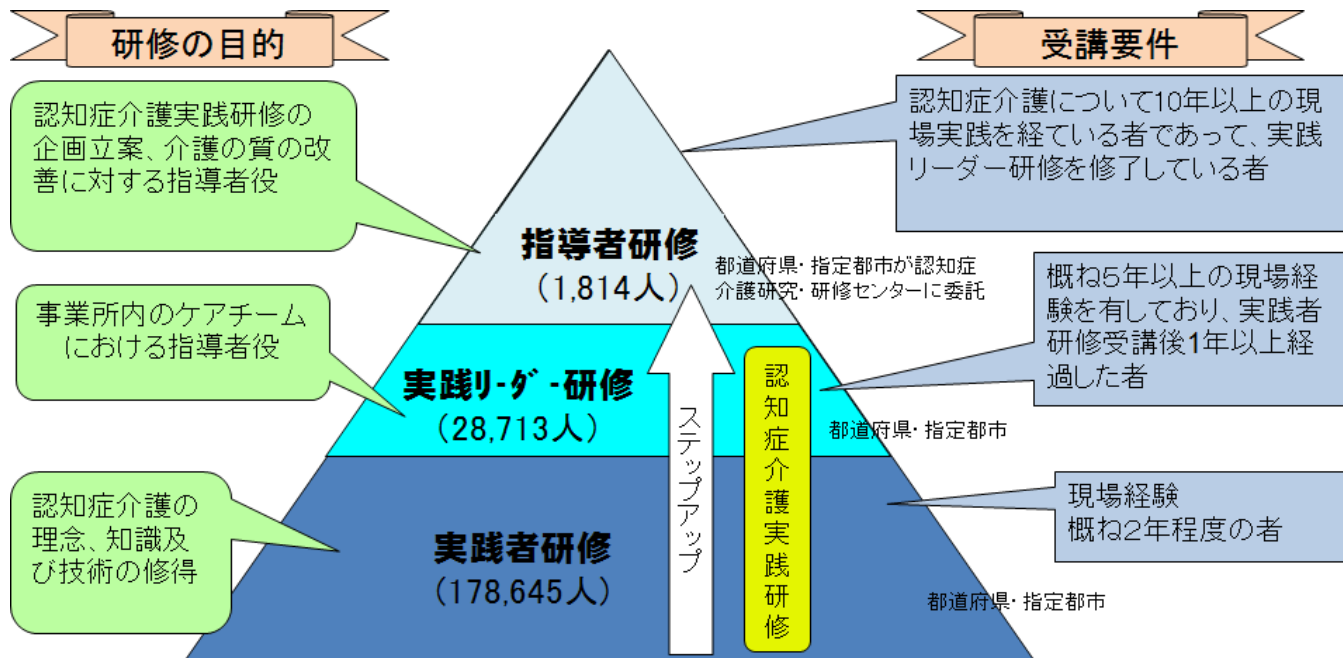 研修の目的
受講要件
認知症介護実践研修の
企画立案、介護の質の改
善に対する指導者役
認知症介護について10年以上の現
場実践を経ている者であって、実践
リーダー研修を修了している者
指導者研修
(1,814人)
都道府県・指定都市が認知症
介護研究・研修センターに委託
事業所内のケアチーム
における指導者役
概ね5年以上の現場経
験を有しており、実践者
研修受講後1年以上経
過した者
実践リーダー研修
(28,713人)
都道府県・指定都市
ステップアップ
認知症介護実践研修
認知症介護の
理念、知識及
び技術の修得
現場経験
概ね2年程度の者
実践者研修
(178,645人)
都道府県・指定都市